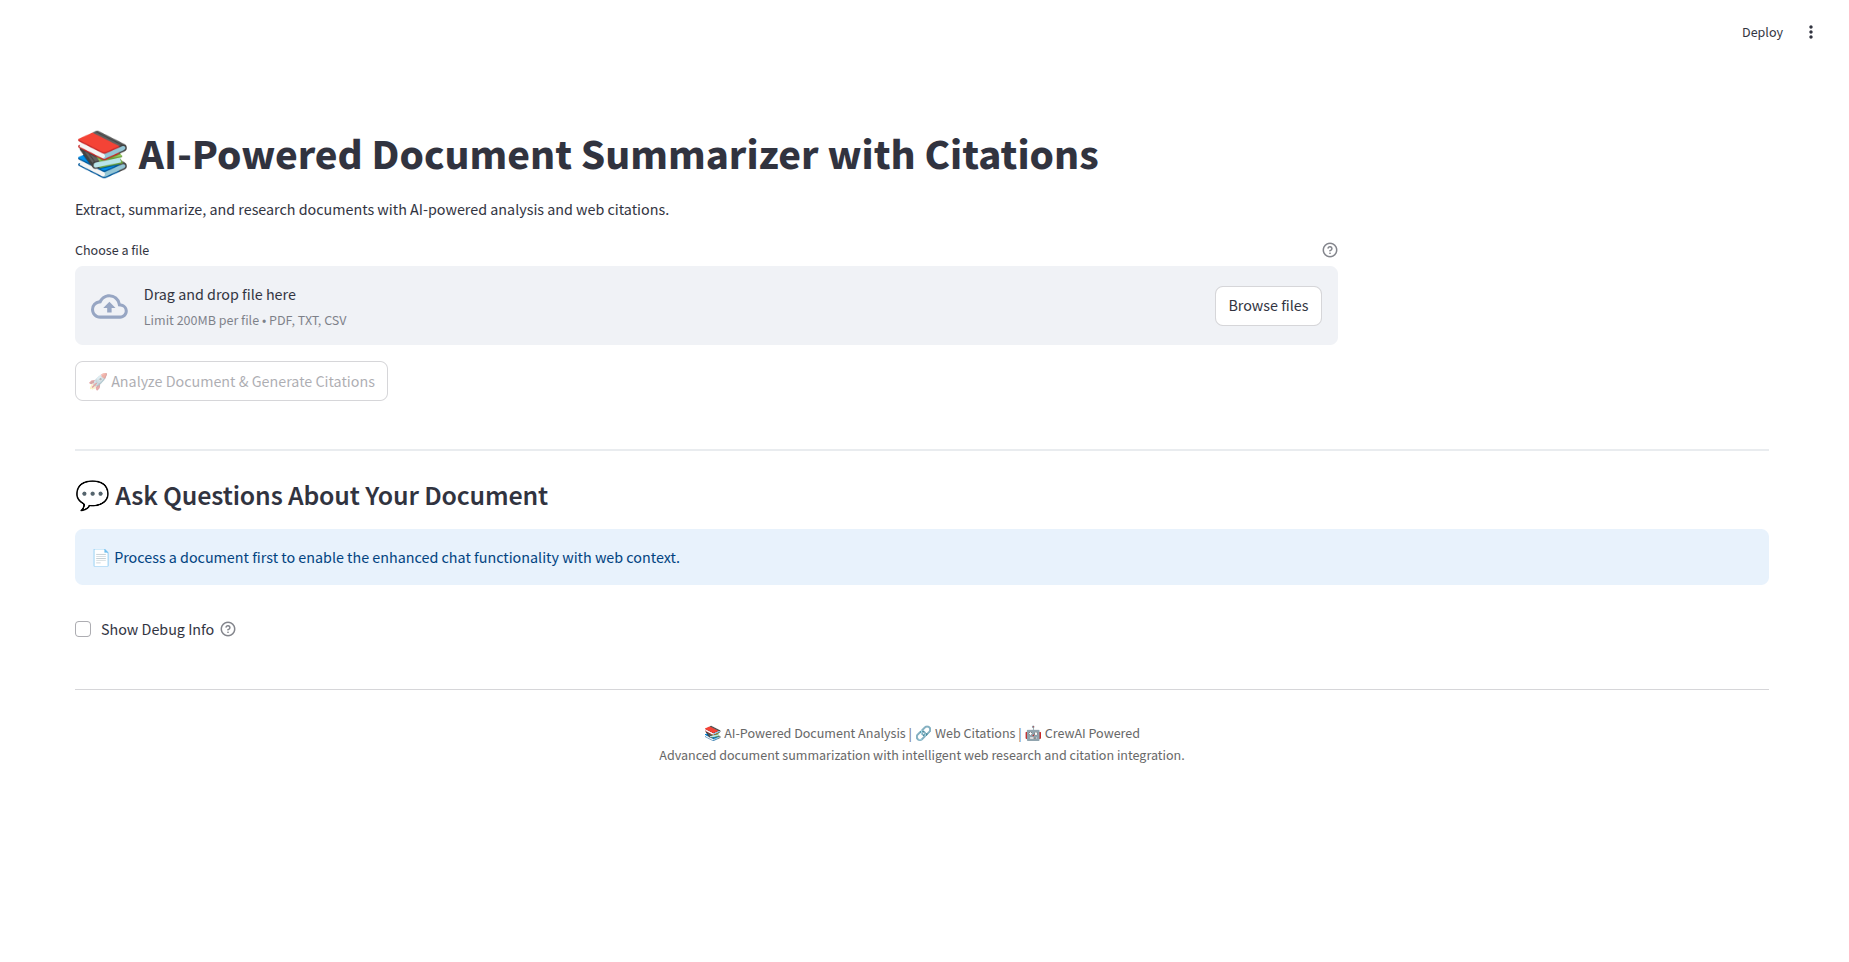 Deploy
📚 AI-Powered Document Summarizer with Citations
Extract, summarize, and research documents with AI-powered analysis and web citations.
Choose a file
Drag and drop file here
Limit 200MB per file • PDF, TXT, CSV
Browse files
🚀 Analyze Document & Generate Citations
💬 Ask Questions About Your Document
📄 Process a document first to enable the enhanced chat functionality with web context.
Show Debug Info
📚 AI-Powered Document Analysis | 🔗 Web Citations | 🤖 CrewAI Powered
Advanced document summarization with intelligent web research and citation integration.